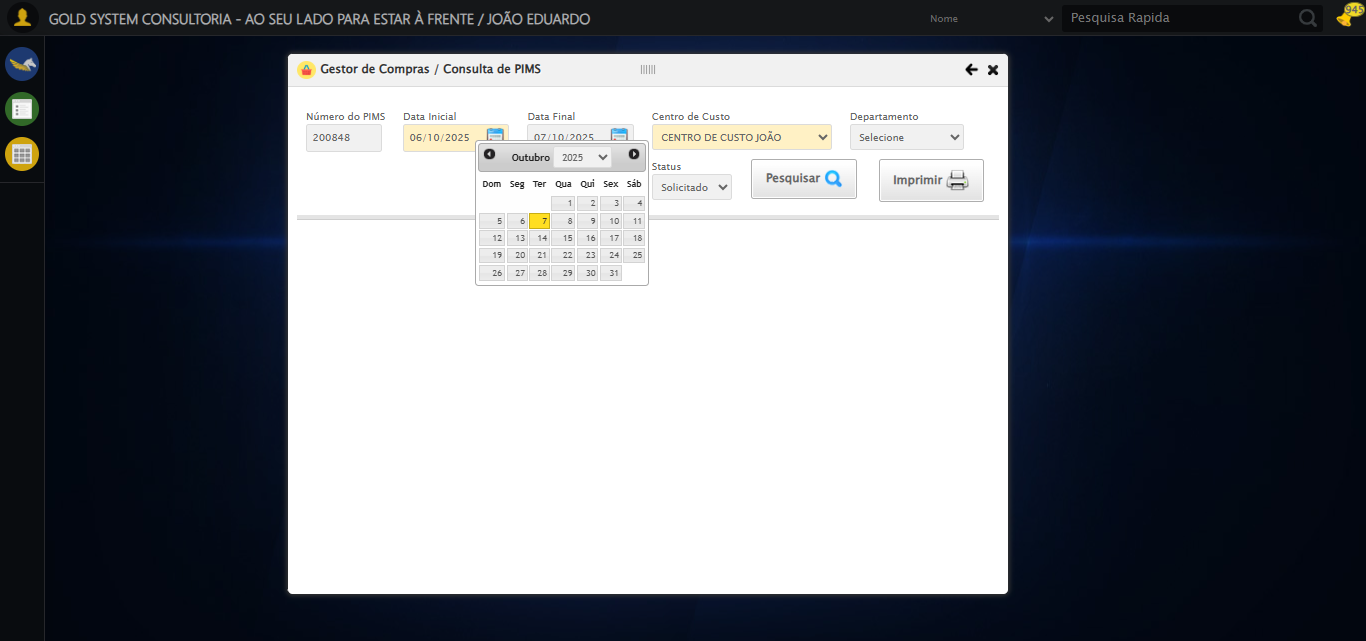 GOLD SYSTEM CONSULTORIA - AO SEU LADO PARA ESTAR À FRENTE / JOÃO EDUARDO
Nome
Pesquisa Rapida
945
Gestor de Compras / Consulta de PIMS
Número do PIMS Data Inicial Data Final Centro de Custo Departamento
200848 06/10/2025 07/10/2025 CENTRO DE CUSTO JOÃO Selecione
Outubro 2025
Dom Seg Ter Qua Qui Sex Sáb
1 2 3 4
5 6 7 8 9 10 11
12 13 14 15 16 17 18
19 20 21 22 23 24 25
26 27 28 29 30 31
Status
Solicitado
Pesquisar
Imprimir